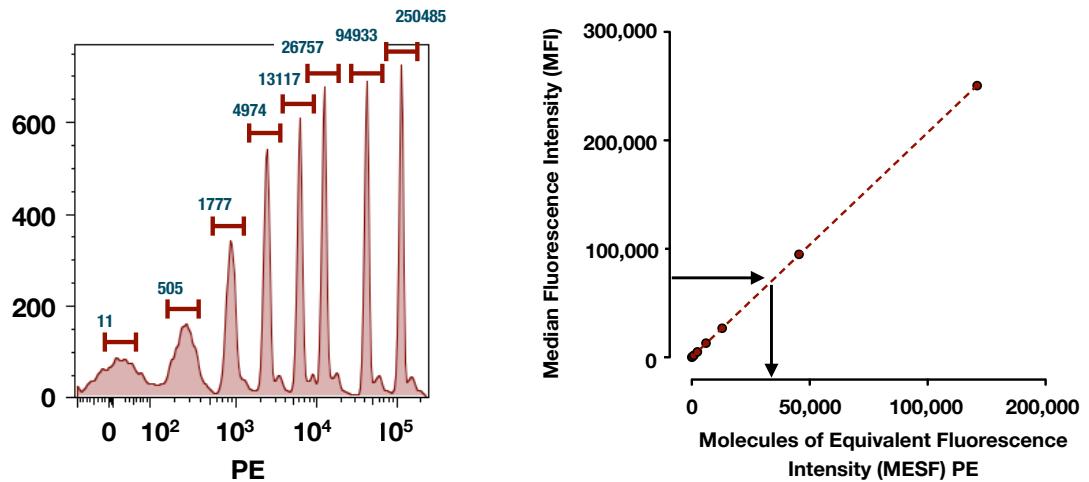 250485
94933
26757
13117
4974
1777
505
11
600
400
200
0
0 10² 10³ 10⁴ 10⁵
PE
Median Fluorescence Intensity (MFI)
300,000
200,000
100,000
0
0 50,000 100,000 200,000
Molecules of Equivalent Fluorescence
Intensity (MESF) PE